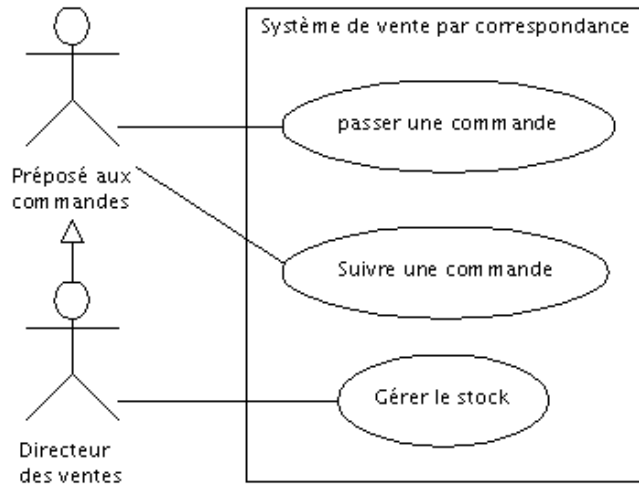 Système de vente par correspondance
passer une commande
Préposé aux
commandes
Suivre une commande
Gérer le stock
Directeur
des ventes